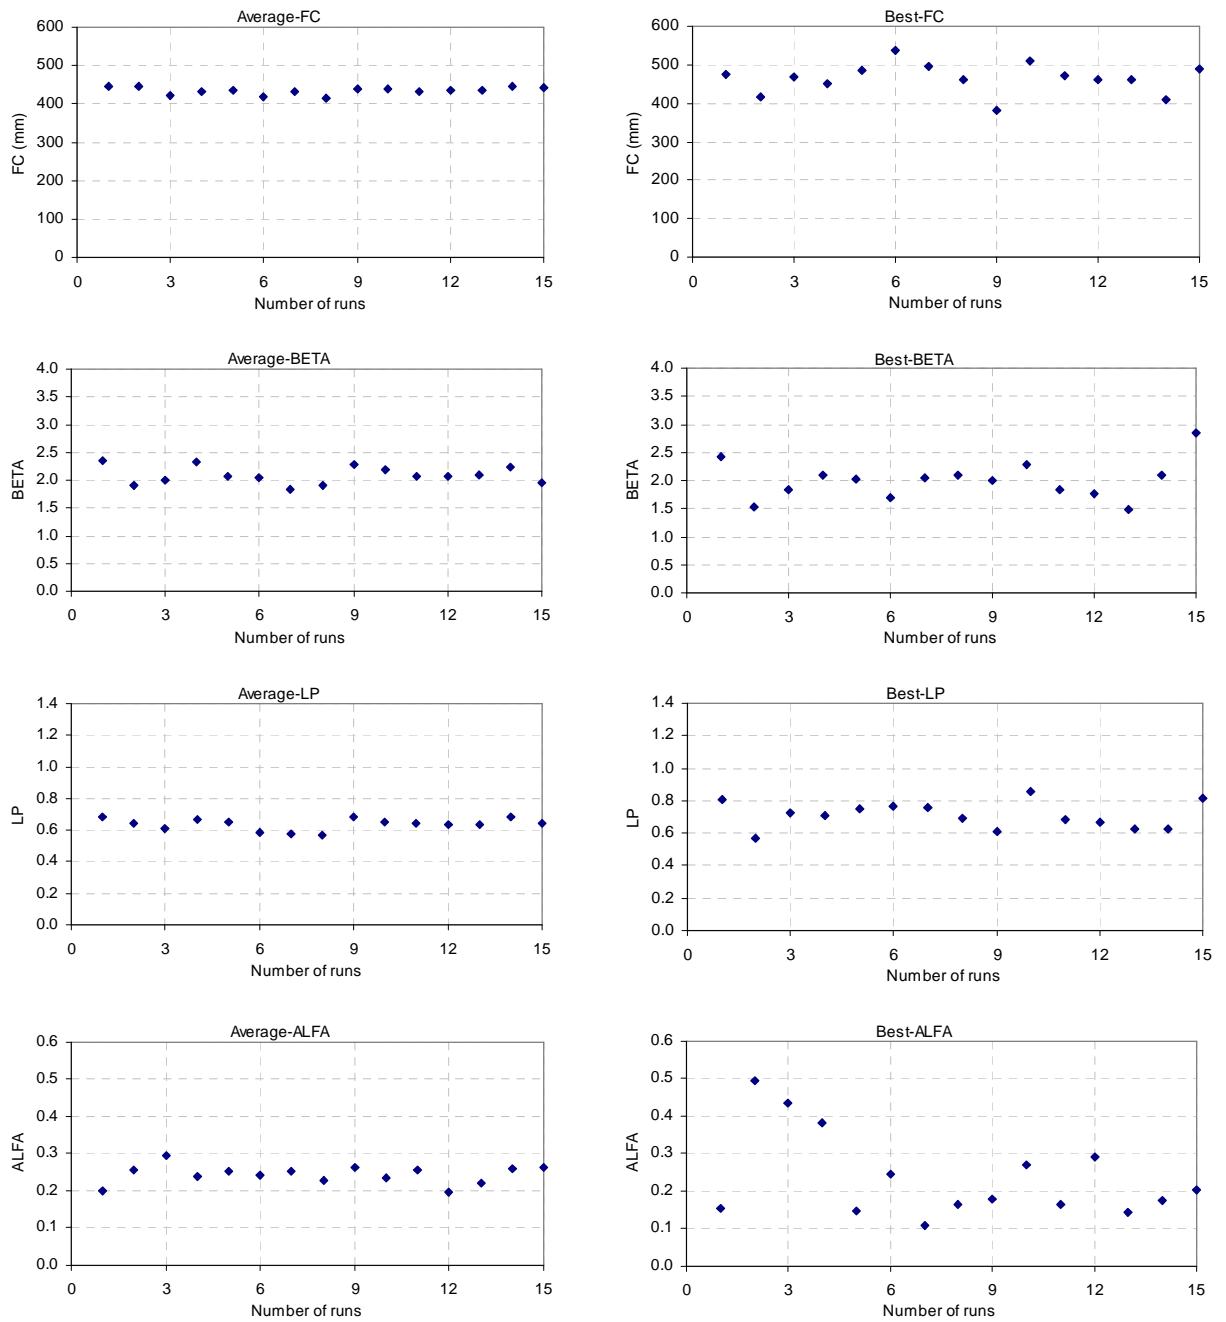 Average-FC
600
500
400
300
200
100
0
FC (mm)
0 3 6 9 12 15
Number of runs
Best-FC
600
500
400
300
200
100
0
FC (mm)
0 3 6 9 12 15
Number of runs
Average-BETA
4.0
3.5
3.0
2.5
2.0
1.5
1.0
0.5
0.0
BETA
0 3 6 9 12 15
Number of runs
Best-BETA
4.0
3.5
3.0
2.5
2.0
1.5
1.0
0.5
0.0
BETA
0 3 6 9 12 15
Number of runs
Average-LP
1.4
1.2
1.0
0.8
0.6
0.4
0.2
0.0
LP
0 3 6 9 12 15
Number of runs
Best-LP
1.4
1.2
1.0
0.8
0.6
0.4
0.2
0.0
LP
0 3 6 9 12 15
Number of runs
Average-ALFA
0.6
0.5
0.4
0.3
0.2
0.1
0.0
ALFA
0 3 6 9 12 15
Number of runs
Best-ALFA
0.6
0.5
0.4
0.3
0.2
0.1
0.0
ALFA
0 3 6 9 12 15
Number of runs